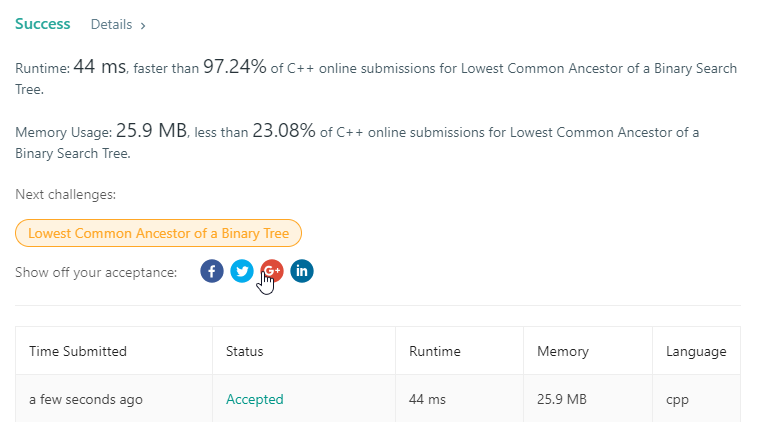 Success Details >
Runtime: 44 ms, faster than 97.24% of C++ online submissions for Lowest Common Ancestor of a Binary Search
Tree.
Memory Usage: 25.9 MB, less than 23.08% of C++ online submissions for Lowest Common Ancestor of a
Binary Search Tree.
Next challenges:
Lowest Common Ancestor of a Binary Tree
Show off your acceptance: f G+ in
Time Submitted Status Runtime Memory Language
a few seconds ago Accepted 44 ms 25.9 MB cpp